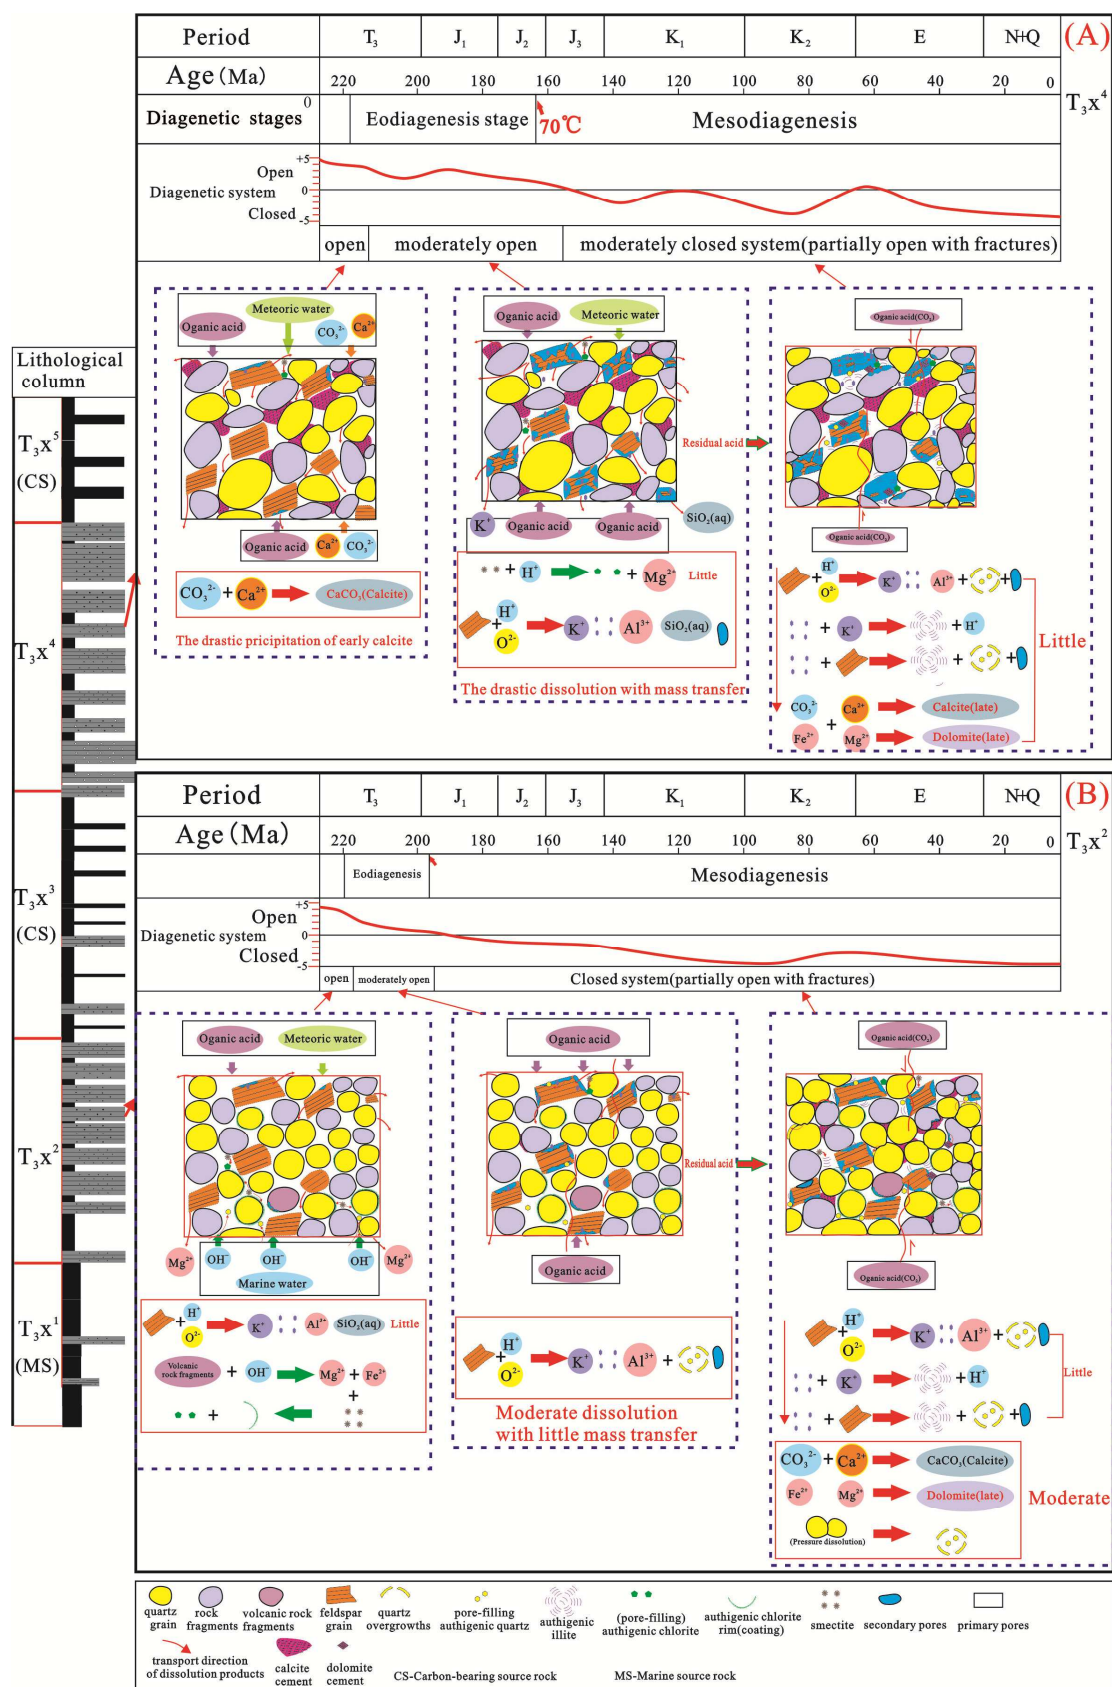 Period T₃ J₁ J₂ J₃ K₁ K₂ E N+Q (A)
Age (Ma) 220 200 180 160 140 120 100 80 60 40 20 0
T₃x⁴
Diagenetic stages 0 Eodiagenesis stage 70℃ Mesodiagenesis
+5
Open
Diagenetic system 0
Closed
-5
open moderately open moderately closed system(partially open with fractures)
Oganic acid Meteoric water CO₃²⁻ Ca²⁺
Oganic acid Ca²⁺ CO₃²⁻
CO₃²⁻ + Ca²⁺ CaCO₃(Calcite)
The drastic pricipitation of early calcite
Oganic acid Meteoric water
Residual acid
K⁺ Oganic acid Oganic acid SiO₂(aq)
+ H⁺ + Mg²⁺ Little
+ H⁺ O²⁻ K⁺ Al³⁺ SiO₂(aq)
The drastic dissolution with mass transfer
Oganic acid(CO₂)
Oganic acid(CO₂)
+ H⁺ O²⁻ K⁺ Al³⁺ + +
+ K⁺ + H⁺
Little
+ + +
CO₃²⁻ Ca²⁺ Calcite(late)
+
Fe²⁺ Mg²⁺ Dolomite(late)
Lithological
column
T₃x⁵
(CS)
T₃x⁴
T₃x³
(CS)
T₃x²
T₃x¹
(MS)
Period T₃ J₁ J₂ J₃ K₁ K₂ E N+Q (B)
Age (Ma) 220 200 180 160 140 120 100 80 60 40 20 0
T₃x²
Eodiagenesis Mesodiagenesis
+5
Open
Diagenetic system 0
Closed
-5
open moderately open Closed system(partially open with fractures)
Oganic acid Meteoric water
Mg²⁺ OH⁻ OH⁻ OH⁻ Mg²⁺
Marine water
+ H⁺ O²⁻ K⁺ Al³⁺ SiO₂(aq) Little
Volcanic
rock fragments + OH⁻ Mg²⁺ + Fe²⁺
+
+
Oganic acid
Residual acid
Oganic acid
+ H⁺ O²⁻ K⁺ Al³⁺ +
Moderate dissolution
with little mass transfer
Oganic acid(CO₂)
Oganic acid(CO₂)
+ H⁺ O²⁻ K⁺ Al³⁺ +
+ K⁺ + H⁺
Little
+ + +
CO₃²⁻ + Ca²⁺ CaCO₃(Calcite)
Fe²⁺ Mg²⁺ Dolomite(late)
Moderate
(Pressure dissolution)
quartz
grain
rock
fragments
volcanic rock
fragments
feldspar
grain
quartz
overgrowths
pore-filling
authigenic quartz
authigenic
illite
(pore-filling)
authigenic chlorite
authigenic chlorite
rim(coating)
smectite
secondary pores
primary pores
transport direction
of dissolution products
calcite
cement
dolomite
cement
CS-Carbon-bearing source rock
MS-Marine source rock